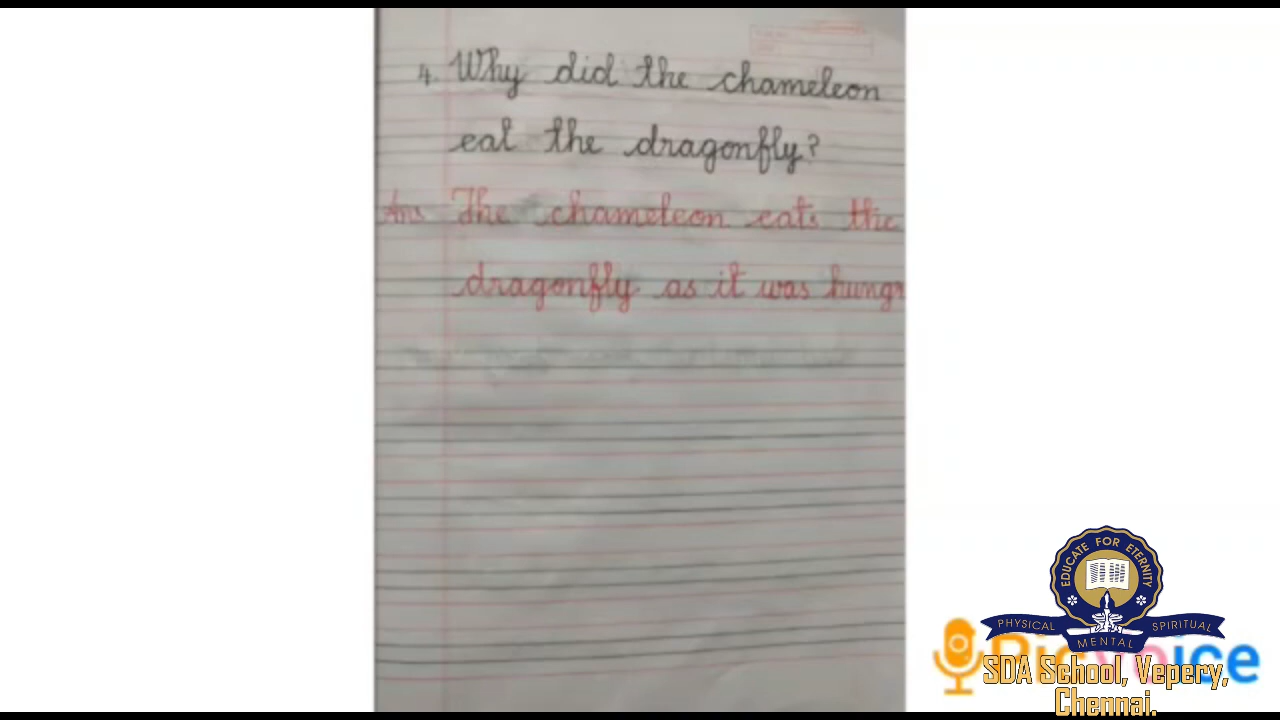 4. Why did the chameleon
eat the dragonfly?
Ans The chameleon eats the
dragonfly as it was hungr
EDUCATE FOR ETERNITY
PHYSICAL MENTAL SPIRITUAL
SDA School, Vepery,
Chennai.